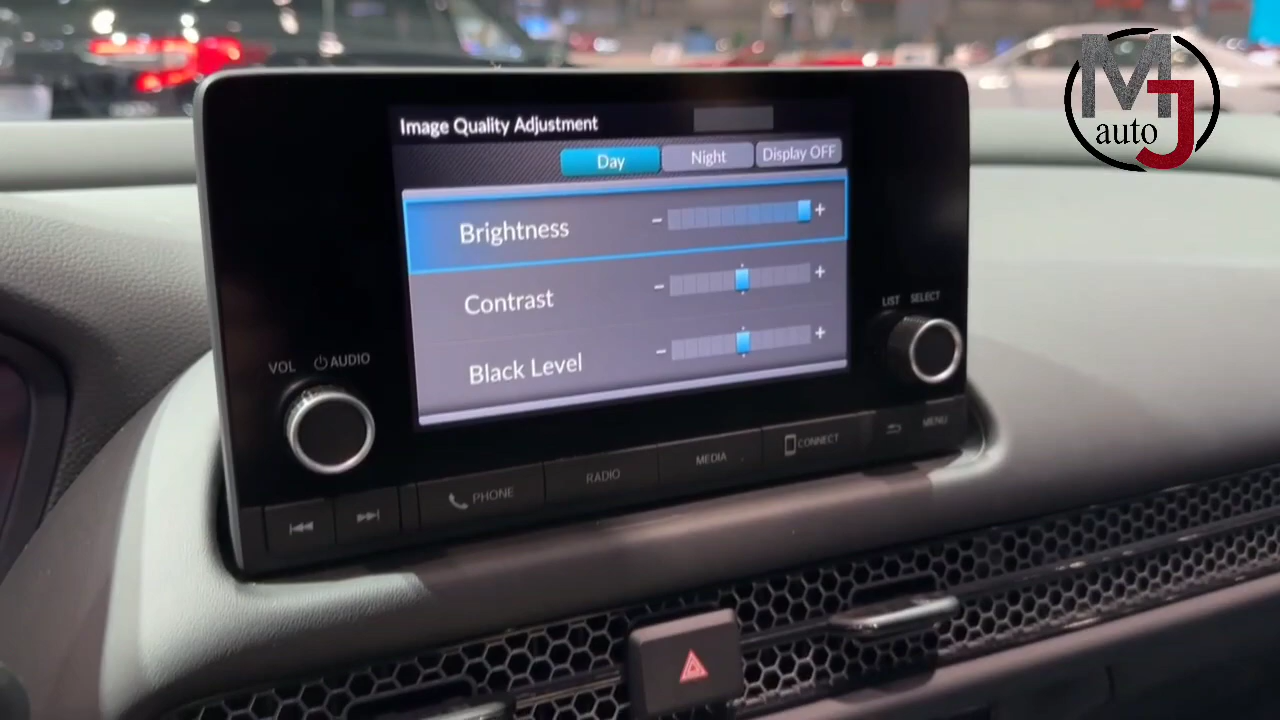 MJ
auto
Image Quality Adjustment
Day Night Display OFF
Brightness - +
Contrast - +
Black Level - +
VOL AUDIO
LIST SELECT
PHONE RADIO MEDIA CONNECT MENU